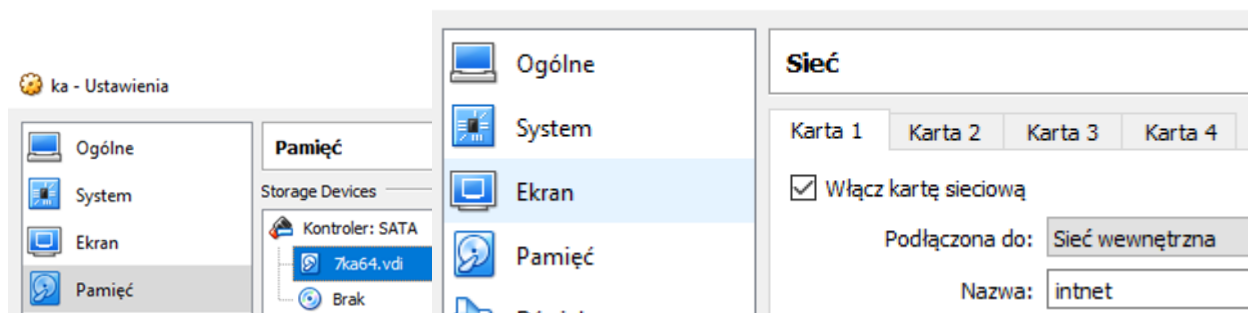 ka - Ustawienia
Ogólne
System
Ekran
Pamięć
Pamięć
Storage Devices
Kontroler: SATA
7ka64.vdi
Brak
Ogólne
System
Ekran
Pamięć
Sieć
Karta 1 Karta 2 Karta 3 Karta 4
Włącz kartę sieciową
Podłączona do: Sieć wewnętrzna
Nazwa: intnet